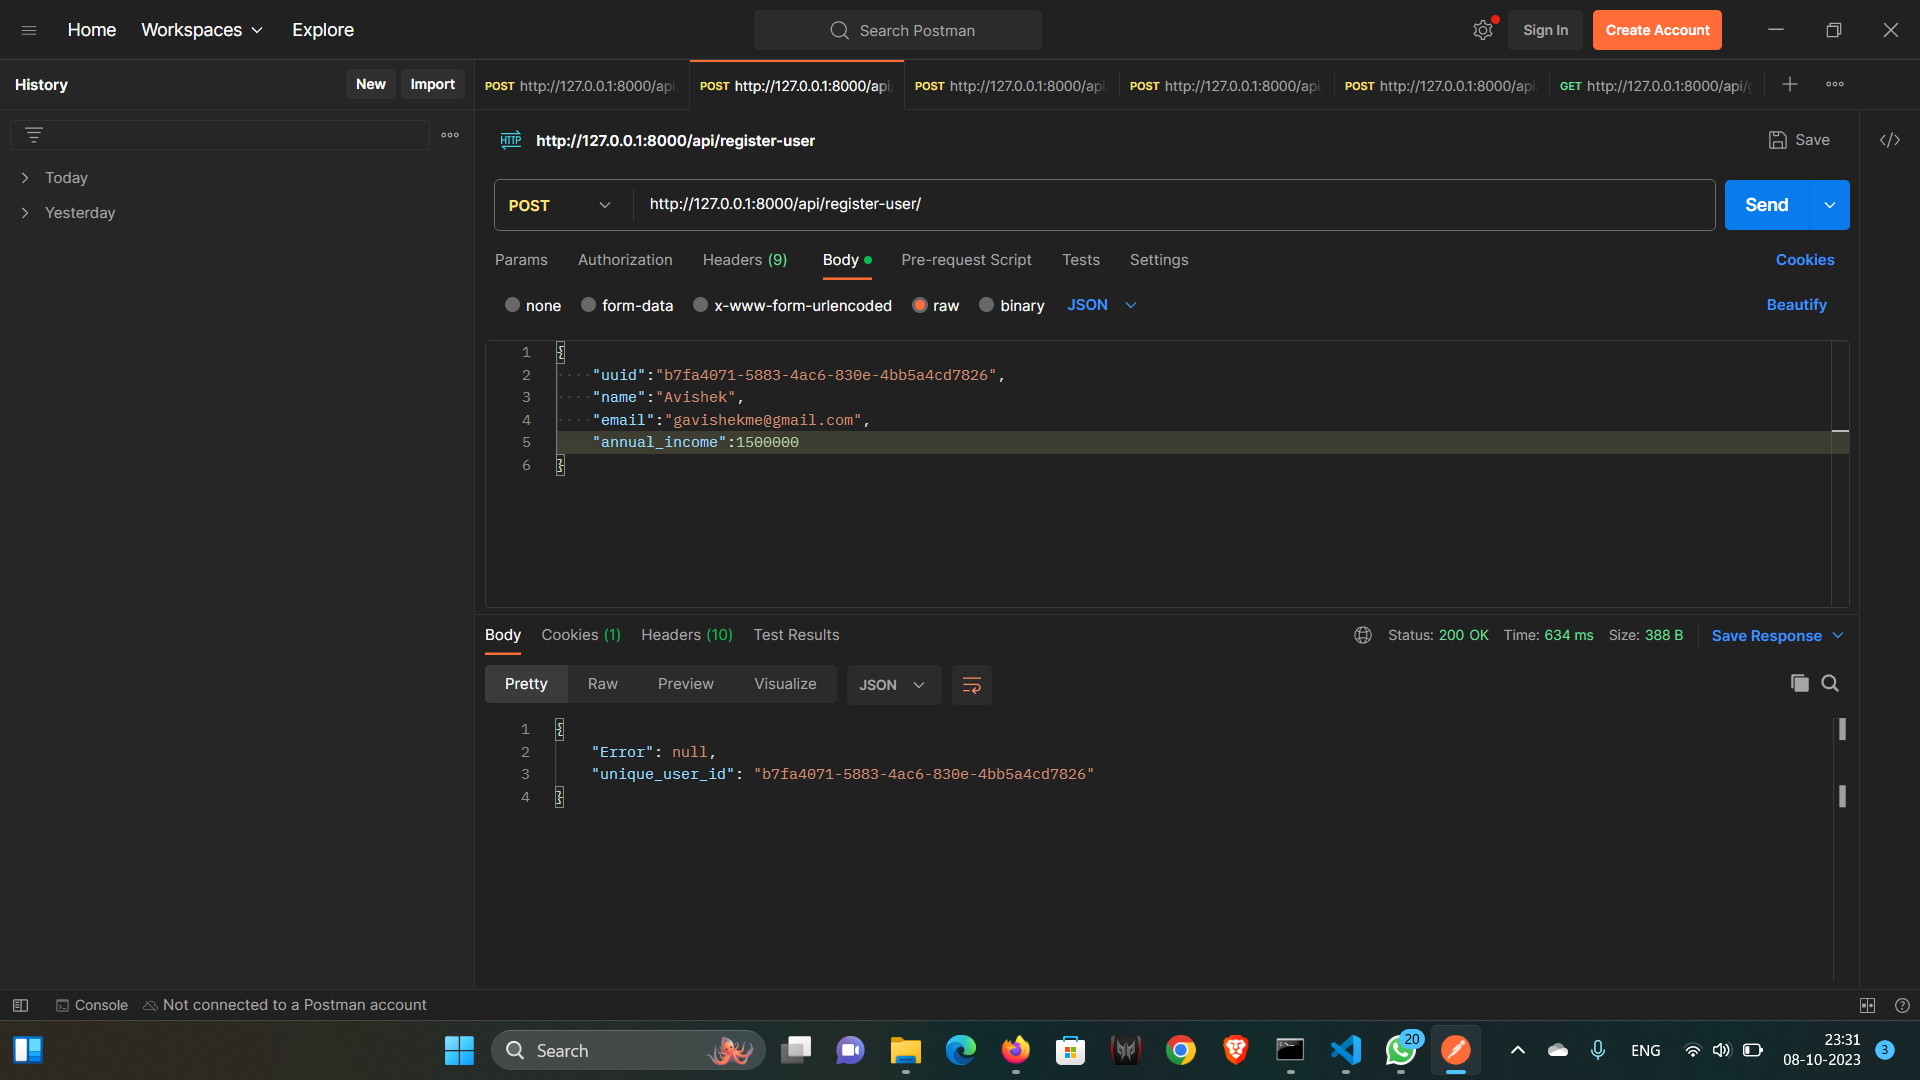 Home Workspaces Explore Search Postman Sign In Create Account
History New Import
POST http://127.0.0.1:8000/api POST http://127.0.0.1:8000/api/ POST http://127.0.0.1:8000/api/ POST http://127.0.0.1:8000/api POST http://127.0.0.1:8000/api GET http://127.0.0.1:8000/api/g
HTTP http://127.0.0.1:8000/api/register-user Save </>
Today
Yesterday
POST http://127.0.0.1:8000/api/register-user/ Send
Params Authorization Headers (9) Body Pre-request Script Tests Settings Cookies
none form-data x-www-form-urlencoded raw binary JSON Beautify
1 {
2 "uuid":"b7fa4071-5883-4ac6-830e-4bb5a4cd7826",
3 "name":"Avishek",
4 "email":"gavishekme@gmail.com",
5 "annual_income":1500000
6 }
Body Cookies (1) Headers (10) Test Results Status: 200 OK Time: 634 ms Size: 388 B Save Response
Pretty Raw Preview Visualize JSON
1 {
2 "Error": null,
3 "unique_user_id": "b7fa4071-5883-4ac6-830e-4bb5a4cd7826"
4 }
Console Not connected to a Postman account
Search 20 ENG 23:31 3
08-10-2023